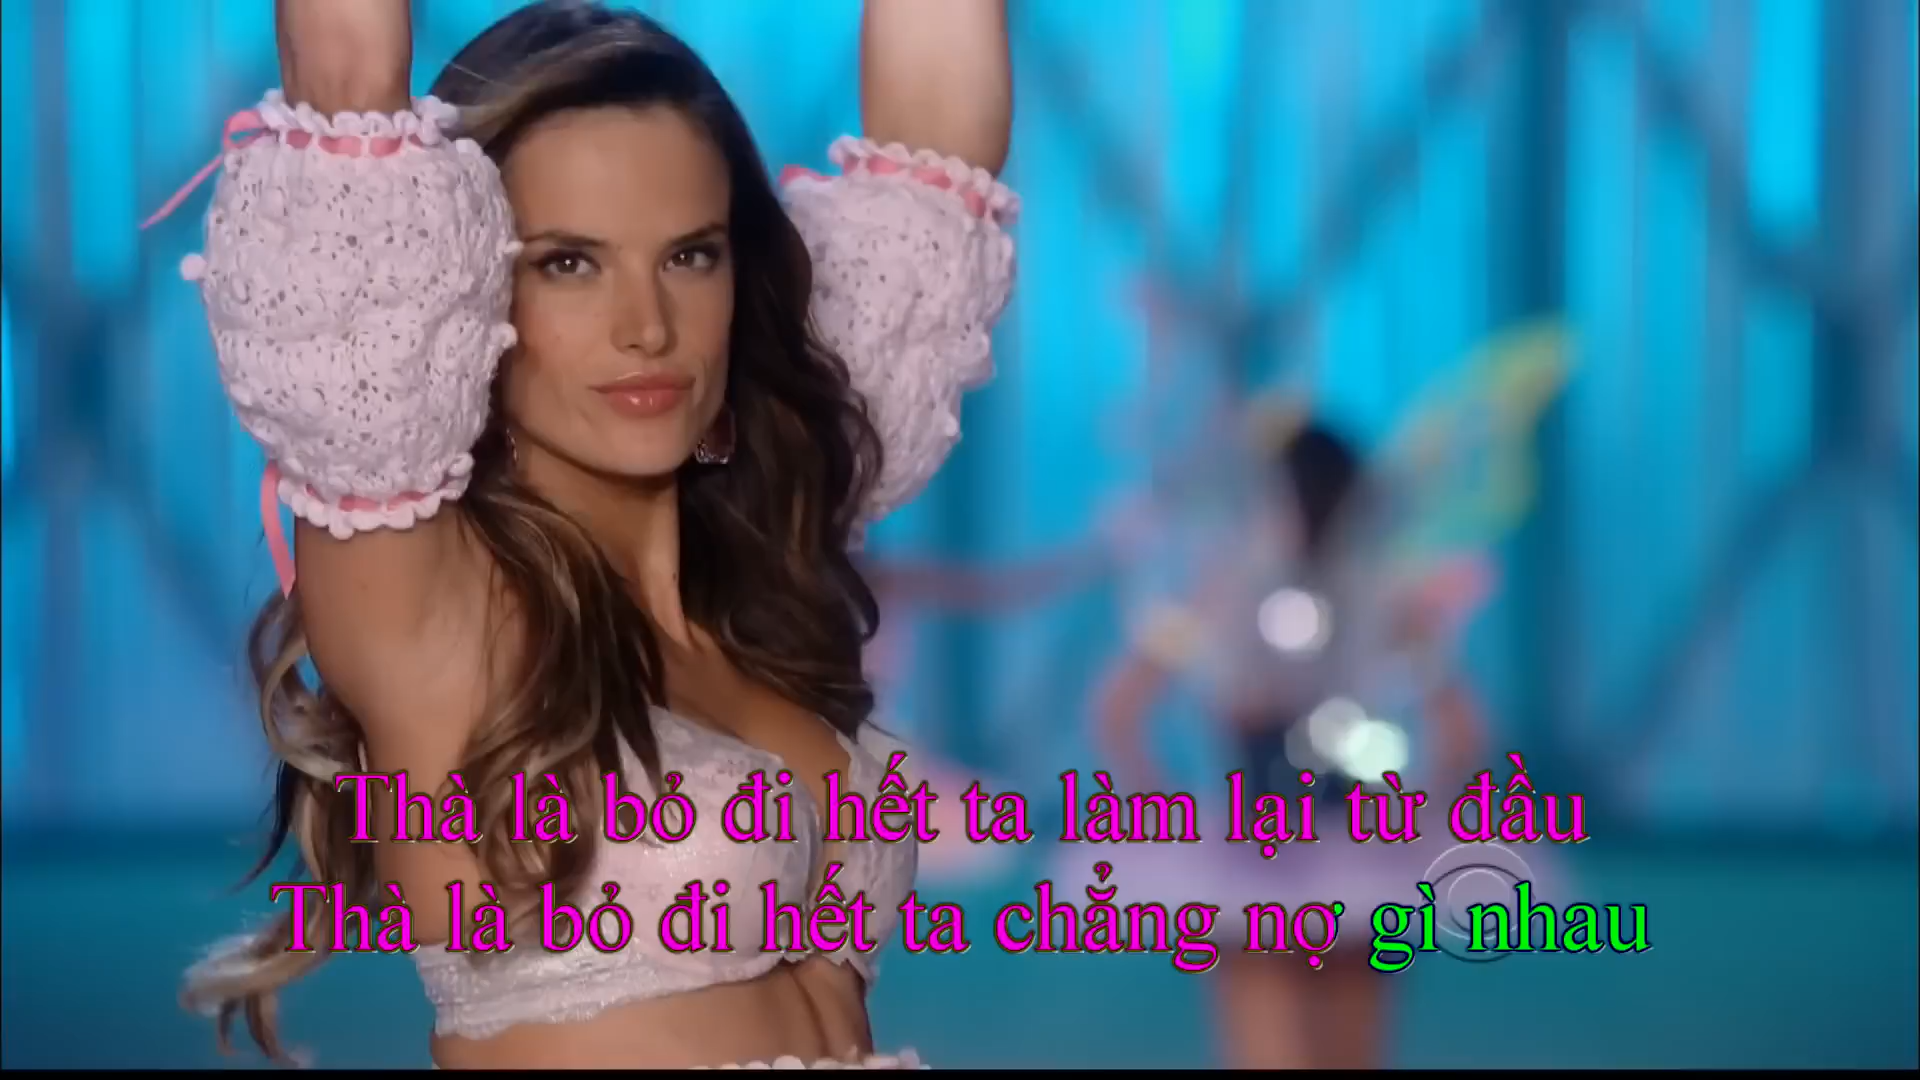 Thà là bỏ đi hết ta làm lại từ đầu
Thà là bỏ đi hết ta chẳng nợ gì nhau